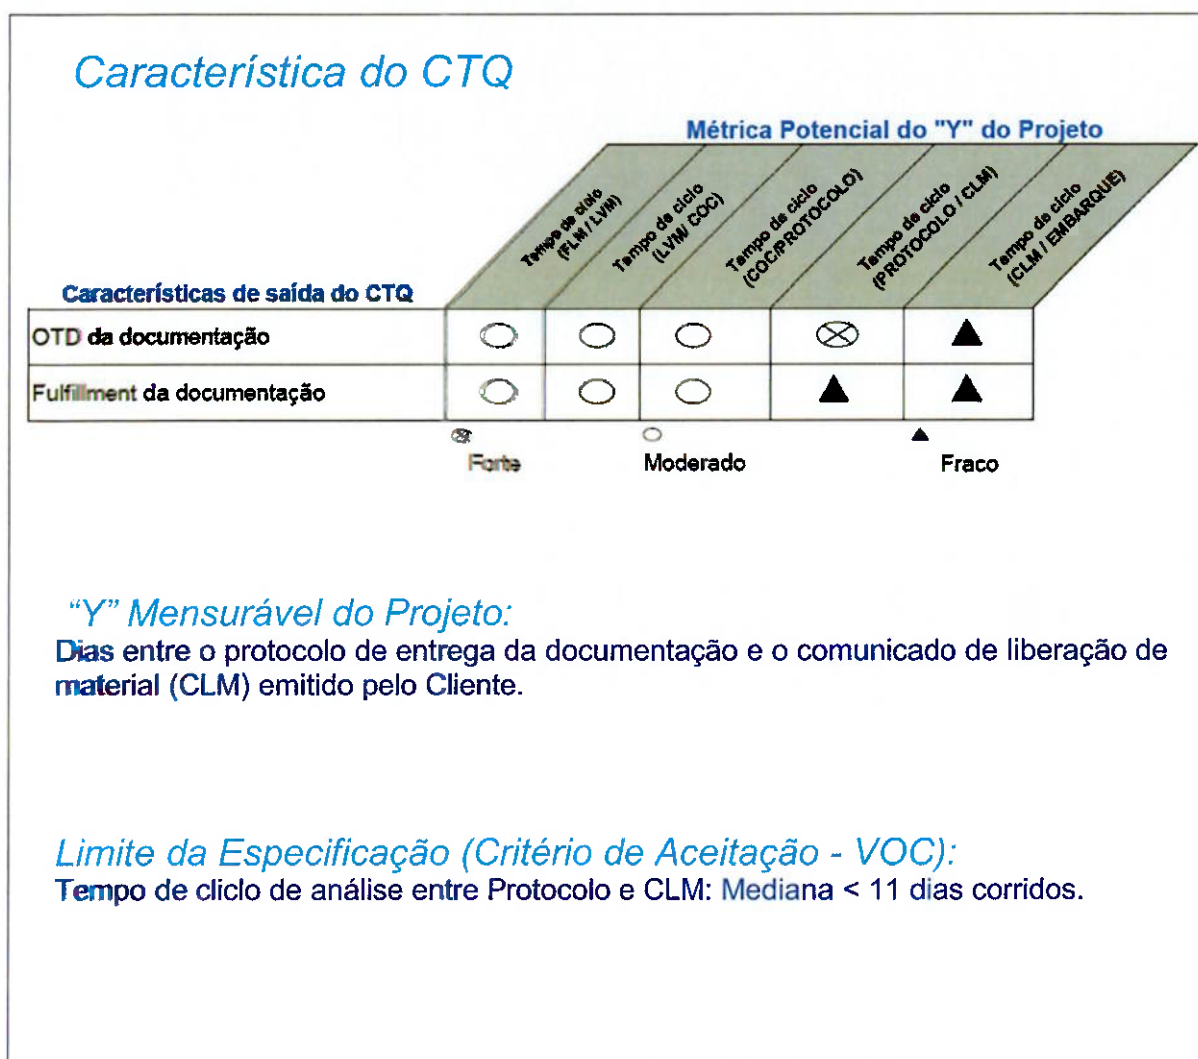 Característica do CTQ
Métrica Potencial do "Y" do Projeto
Tempo de ciclo
(FLM / LVM)
Tempo de ciclo
(LVM/ COC)
Tempo de ciclo
(COC/PROTOCOLO)
Tempo de ciclo
(PROTOCOLO / CLM)
Tempo de ciclo
(CLM / EMBARQUE)
Características de saída do CTQ
OTD da documentação
Fulfillment da documentação
Forte Moderado Fraco
“Y” Mensurável do Projeto:
Dias entre o protocolo de entrega da documentação e o comunicado de liberação de
material (CLM) emitido pelo Cliente.
Limite da Especificação (Critério de Aceitação - VOC):
Tempo de cliclo de análise entre Protocolo e CLM: Mediana < 11 dias corridos.